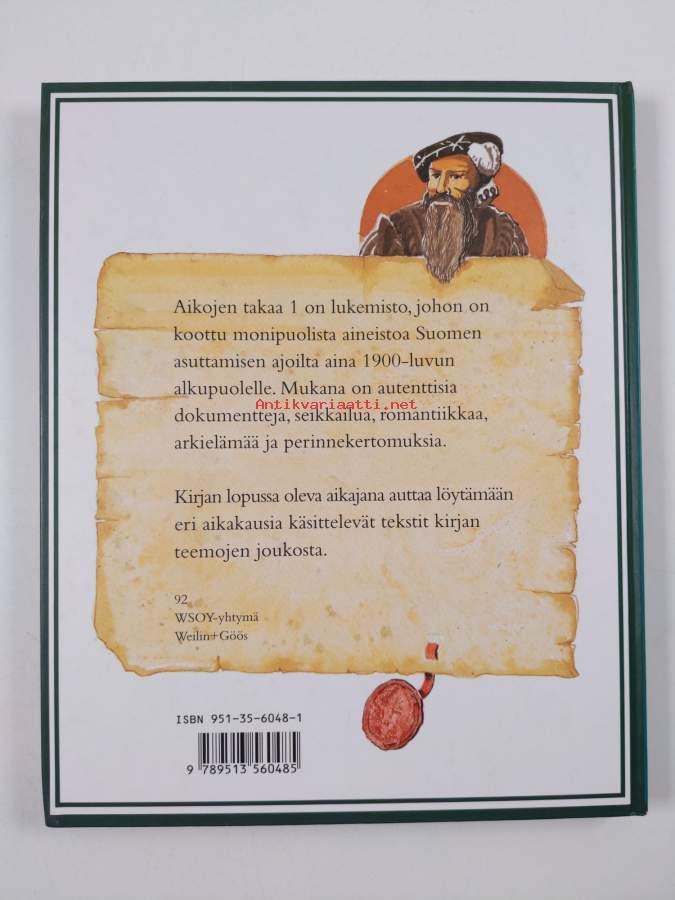 Aikojen takaa 1 on lukemisto, johon on
koottu monipuolista aineistoa Suomen
asuttamisen ajoilta aina 1900-luvun
alkupuolelle. Mukana on autenttisia
Antikvariaatti.net
dokumentteja, seikkailua, romantiikkaa,
arkielämää ja perinnekertomuksia.
Kirjan lopussa oleva aikajana auttaa löytämään
eri aikakausia käsittelevät tekstit kirjan
teemojen joukosta.
92
WSOY-yhtymä
Weilin+Göös
ISBN 951-35-6048-1
9 789513 560485